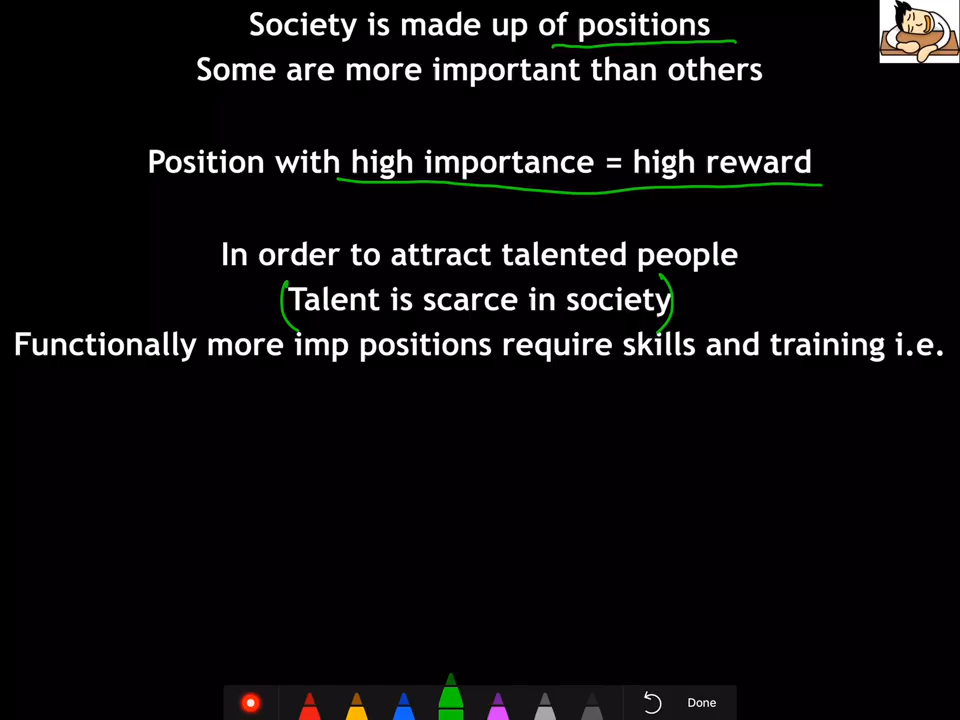 Society is made up of positions
Some are more important than others
Position with high importance = high reward
In order to attract talented people
Talent is scarce in society
Functionally more imp positions require skills and training i.e.
Done